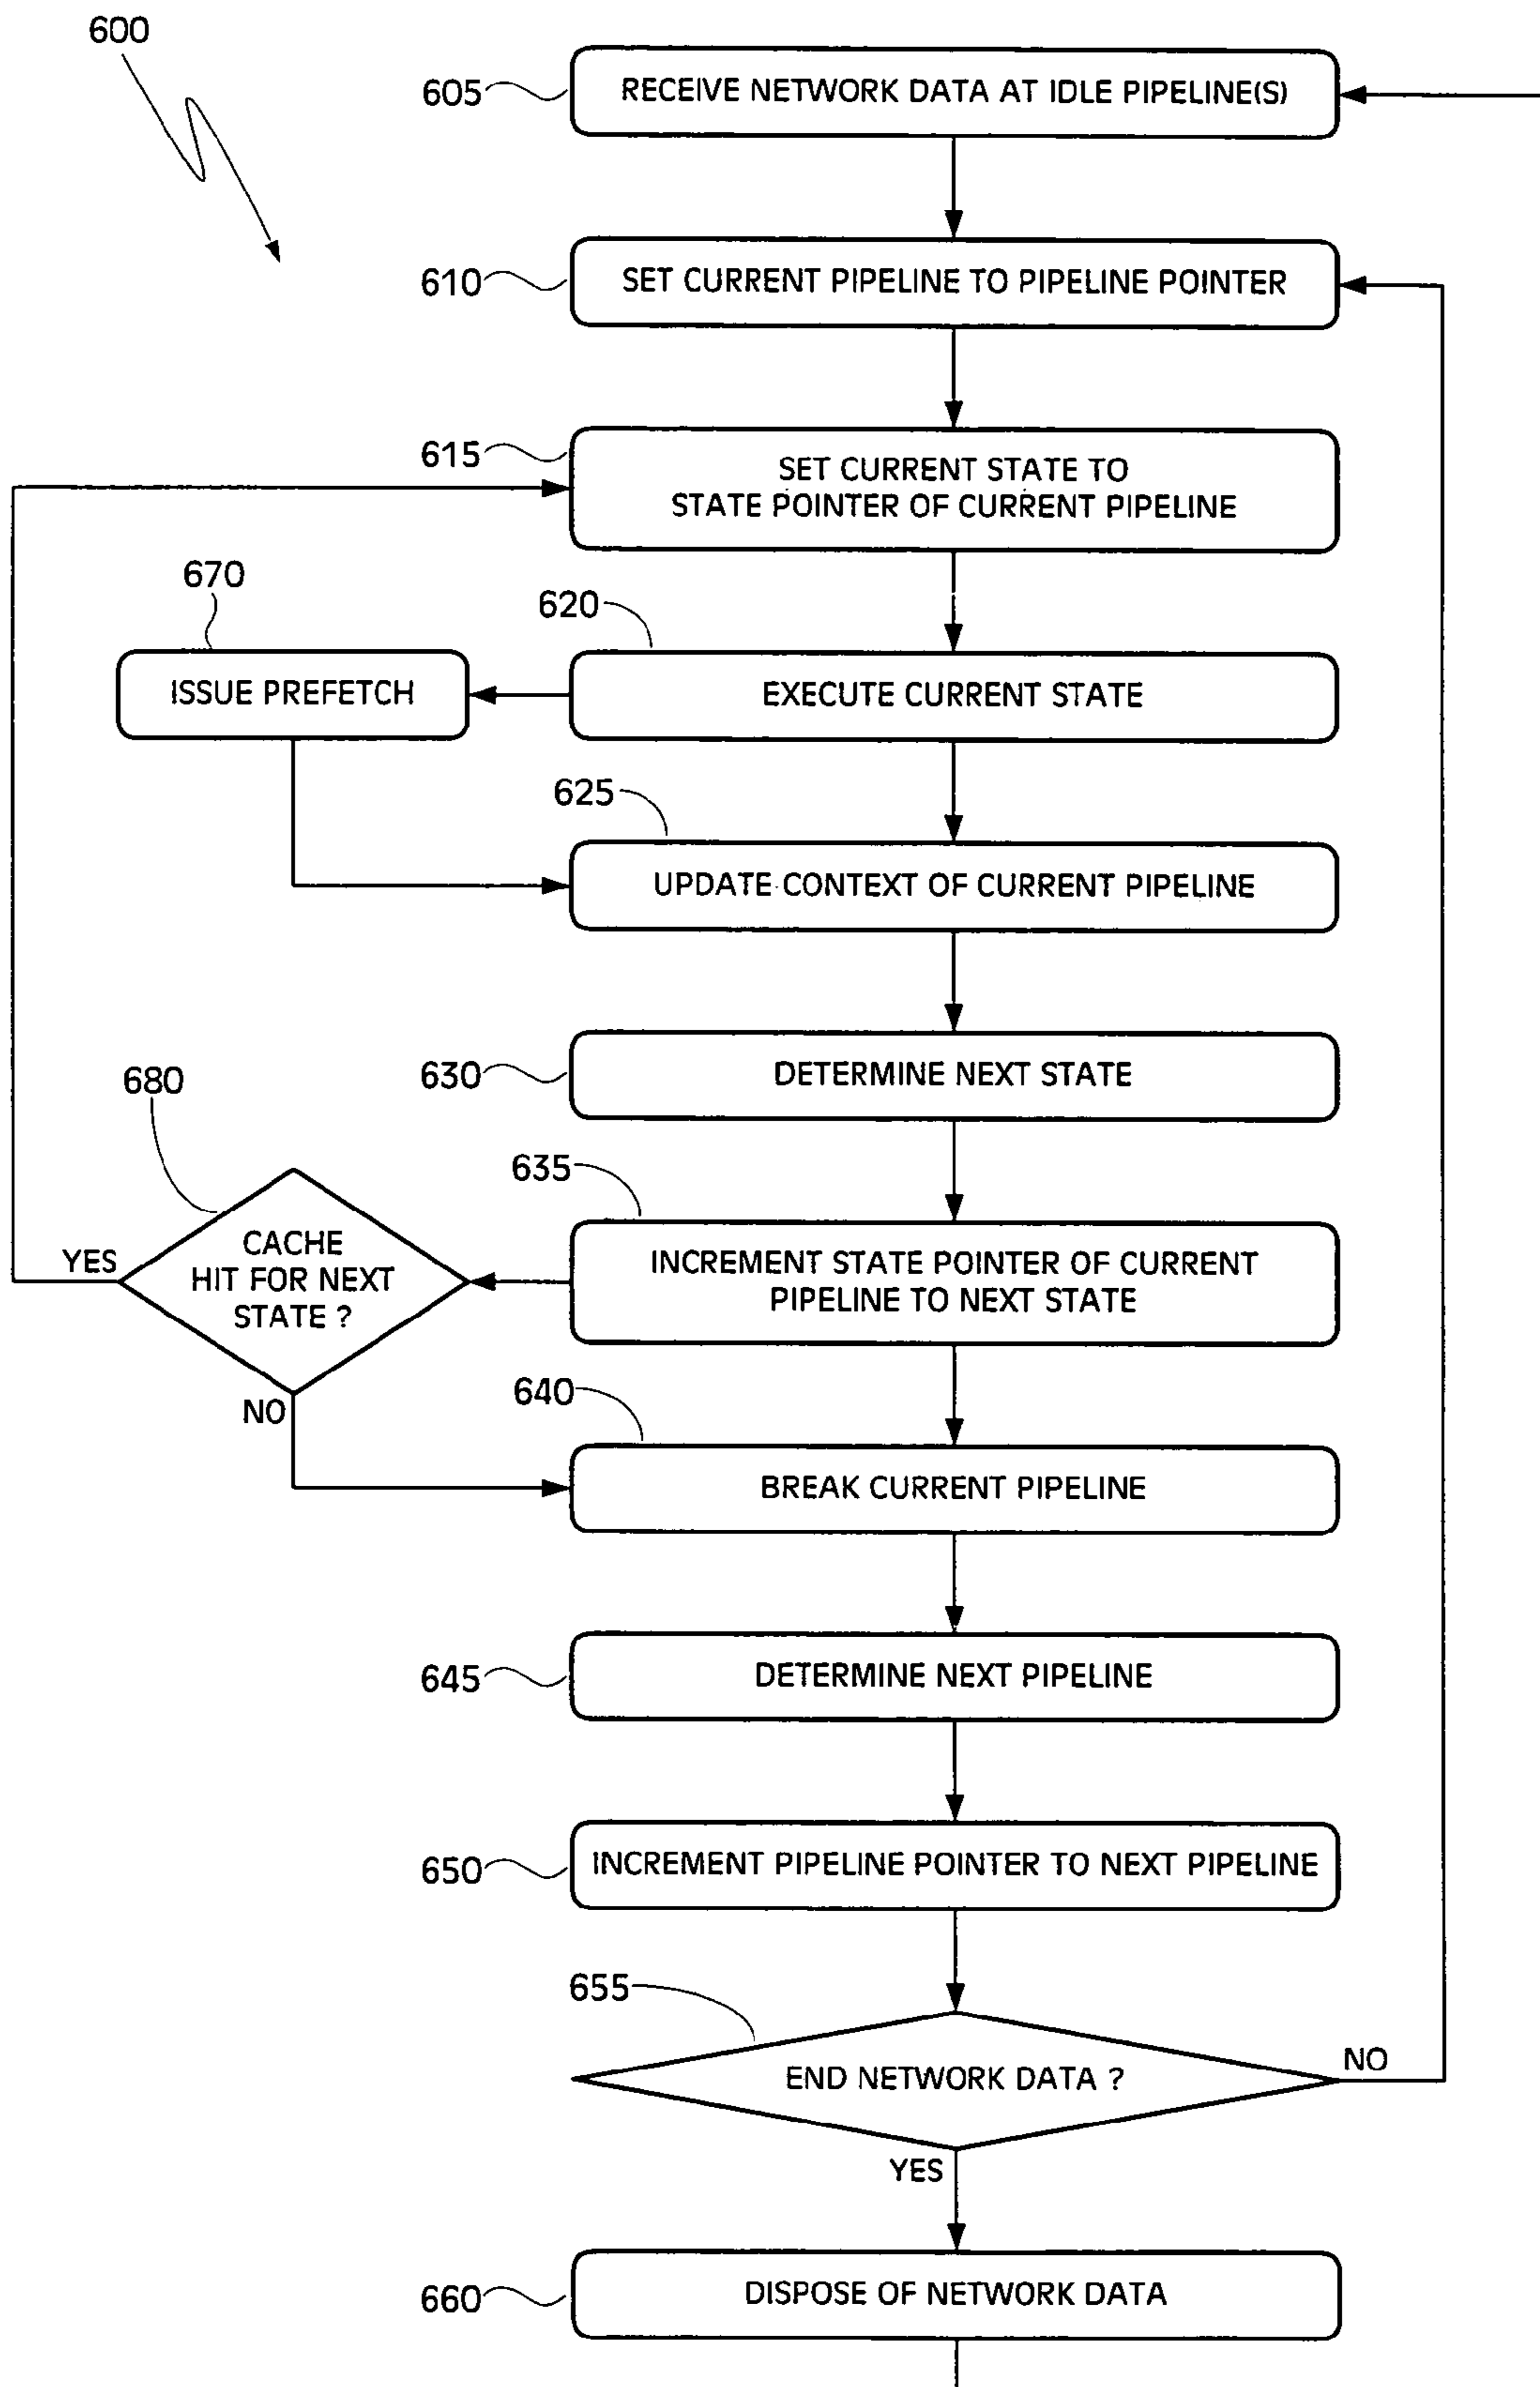 600
605
RECEIVE NETWORK DATA AT IDLE PIPELINE(S)
610
SET CURRENT PIPELINE TO PIPELINE POINTER
615
SET CURRENT STATE TO
STATE POINTER OF CURRENT PIPELINE
670
620
ISSUE PREFETCH
EXECUTE CURRENT STATE
625
UPDATE CONTEXT OF CURRENT PIPELINE
630
DETERMINE NEXT STATE
680
635
CACHE
HIT FOR NEXT
STATE ?
YES
INCREMENT STATE POINTER OF CURRENT
PIPELINE TO NEXT STATE
NO
640
BREAK CURRENT PIPELINE
645
DETERMINE NEXT PIPELINE
650
INCREMENT PIPELINE POINTER TO NEXT PIPELINE
655
END NETWORK DATA ?
NO
YES
660
DISPOSE OF NETWORK DATA